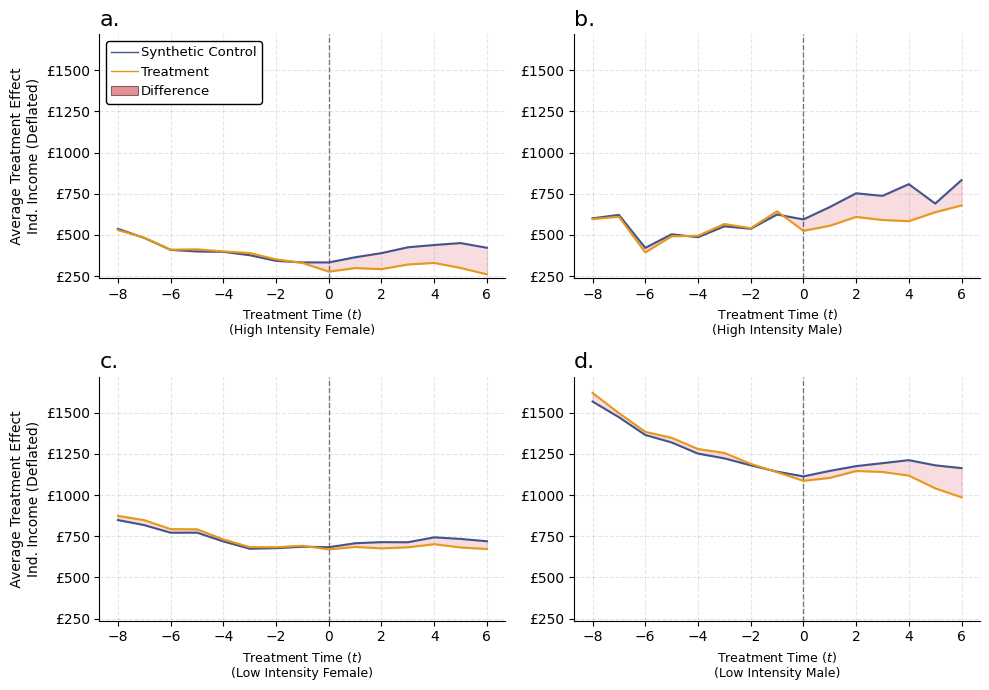 a.
Average Treatment Effect
Ind. Income (Deflated)
£1500
£1250
£1000
£750
£500
£250
Synthetic Control
Treatment
Difference
−8 −6 −4 −2 0 2 4 6
Treatment Time (t)
(High Intensity Female)
b.
£1500
£1250
£1000
£750
£500
£250
−8 −6 −4 −2 0 2 4 6
Treatment Time (t)
(High Intensity Male)
c.
Average Treatment Effect
Ind. Income (Deflated)
£1500
£1250
£1000
£750
£500
£250
−8 −6 −4 −2 0 2 4 6
Treatment Time (t)
(Low Intensity Female)
d.
£1500
£1250
£1000
£750
£500
£250
−8 −6 −4 −2 0 2 4 6
Treatment Time (t)
(Low Intensity Male)